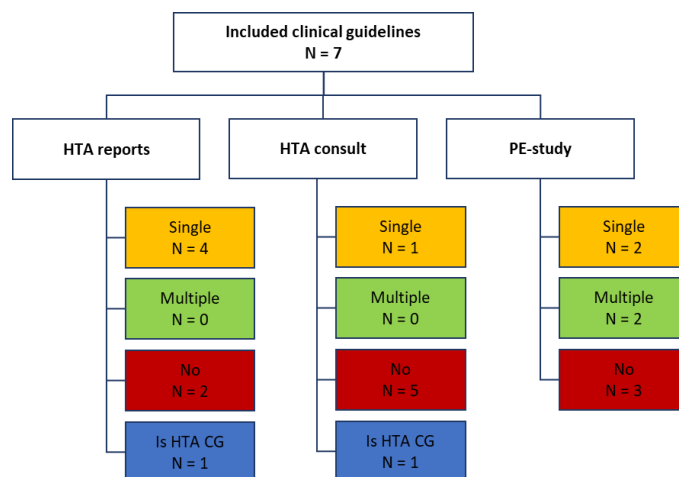 Included clinical guidelines
N = 7
HTA reports
HTA consult
PE-study
Single
N = 4
Single
N = 1
Single
N = 2
Multiple
N = 0
Multiple
N = 0
Multiple
N = 2
No
N = 2
No
N = 5
No
N = 3
Is HTA CG
N = 1
Is HTA CG
N = 1